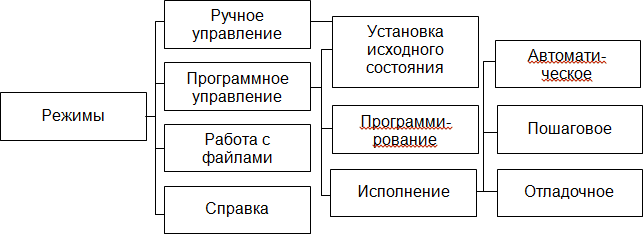 Режимы
Ручное
управление
Программное
управление
Работа с
файлами
Справка
Установка
исходного
состояния
Программи-
рование
Исполнение
Автомати-
ческое
Пошаговое
Отладочное